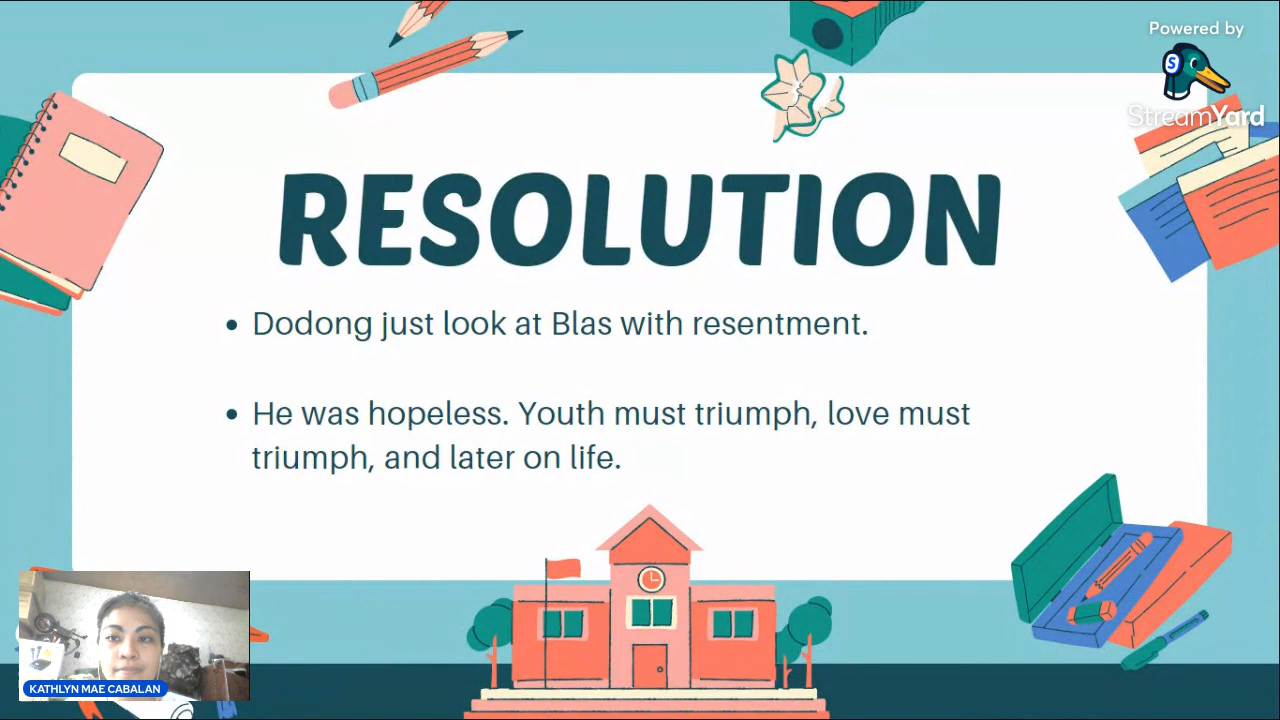 Powered by
StreamYard
RESOLUTION
• Dodong just look at Blas with resentment.
• He was hopeless. Youth must triumph, love must
triumph, and later on life.
KATHLYN MAE CABALAN